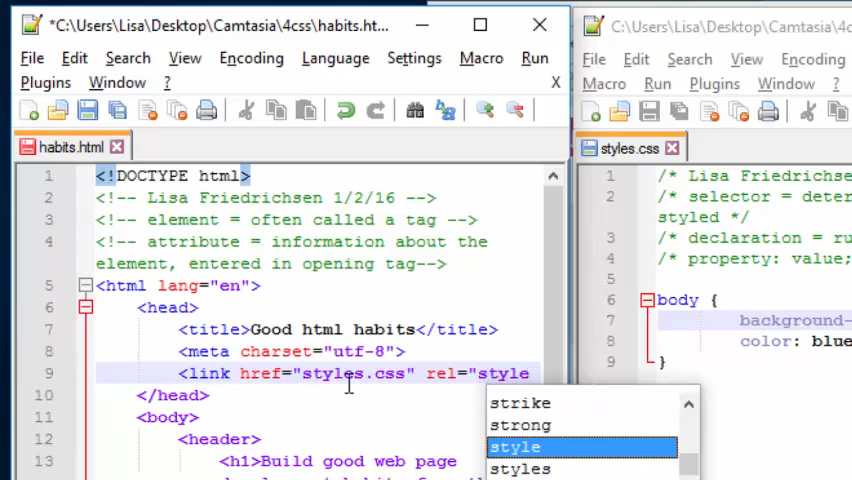 *C:\Users\Lisa\Desktop\Camtasia\4css\habits.ht...
File Edit Search View Encoding Language Settings Macro Run
Plugins Window ? X
habits.html
1 <!DOCTYPE html>
2 <!-- Lisa Friedrichsen 1/2/16 -->
3 <!-- element = often called a tag -->
4 <!-- attribute = information about the
element, entered in opening tag-->
5 <html lang="en">
6 <head>
7 <title>Good html habits</title>
8 <meta charset="utf-8">
9 <link href="styles.css" rel="style
10 </head>
11 <body>
12 <header>
13 <h1>Build good web page
strike
strong
style
styles
C:\Users\Lisa\Desktop\Camtasia\4c
File Edit Search View Encoding
Macro Run Plugins Window ?
styles.css
1 /* Lisa Friedrichsen
2 /* selector = deter
styled */
3 /* declaration = ru
4 /* property: value;
5
6 body {
7 background-
8 color: blue
9 }